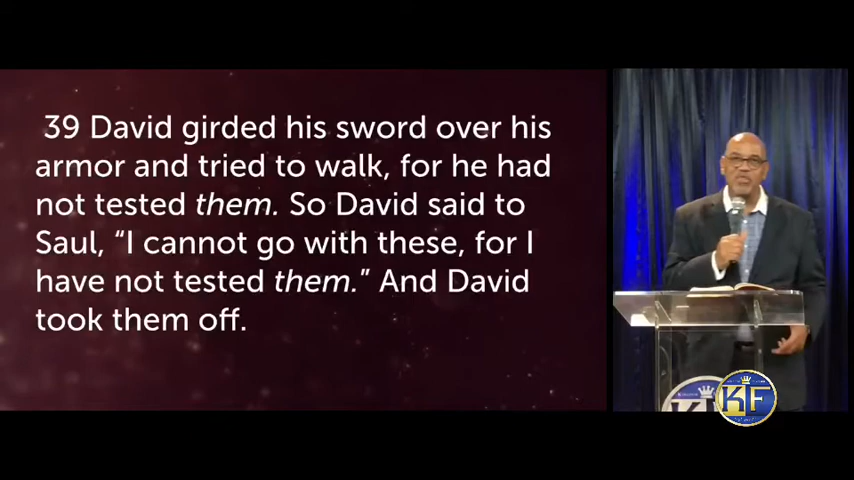 39 David girded his sword over his
armor and tried to walk, for he had
not tested them. So David said to
Saul, “I cannot go with these, for I
have not tested them.” And David
took them off.
KF
KF